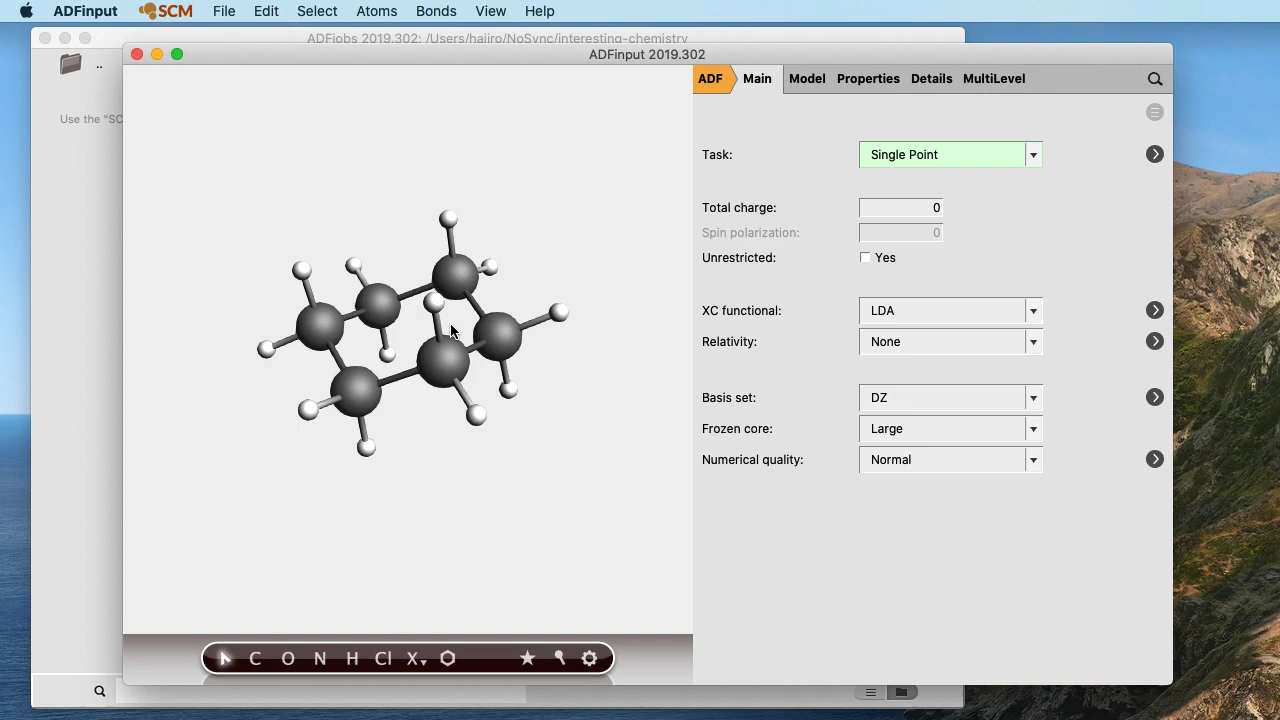 ADFinput SCM File Edit Select Atoms Bonds View Help
ADFjobs 2019.302: /Users/hajiro/NoSync/interesting-chemistry
ADFinput 2019.302
..
Use the "SC
ADF Main Model Properties Details MultiLevel
Task: Single Point
Total charge: 0
Spin polarization: 0
Unrestricted: Yes
XC functional: LDA
Relativity: None
Basis set: DZ
Frozen core: Large
Numerical quality: Normal
C O N H Cl X